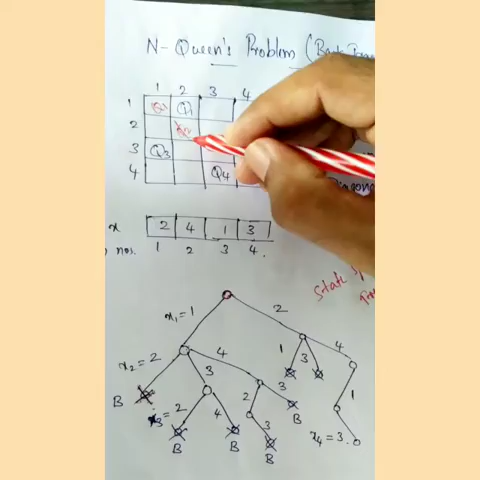 N-Queen's Problem (Back
1 2 3 4
1 Q1 Q1
2 Q2
3 Q3
4 Q4
x 2 4 1 3
nos. 1 2 3 4.
State
x1=1 2
x2=2 3 4 1 3 4
B x3=2 4 2 3 1
B B 3 B x4=3.
B